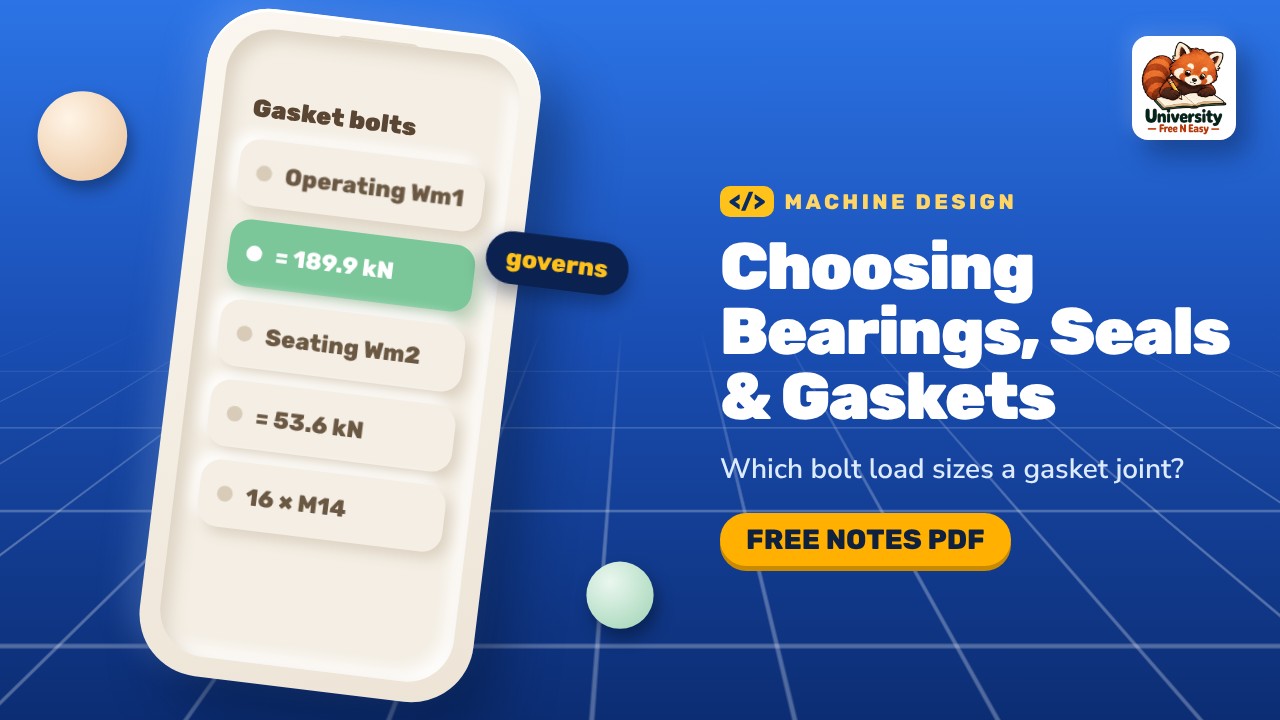 Gasket bolts
Operating Wm1
= 189.9 kN
governs
Seating Wm2
= 53.6 kN
16 × M14
University
Free N Easy
</> MACHINE DESIGN
Choosing
Bearings, Seals
& Gaskets
Which bolt load sizes a gasket joint?
FREE NOTES PDF